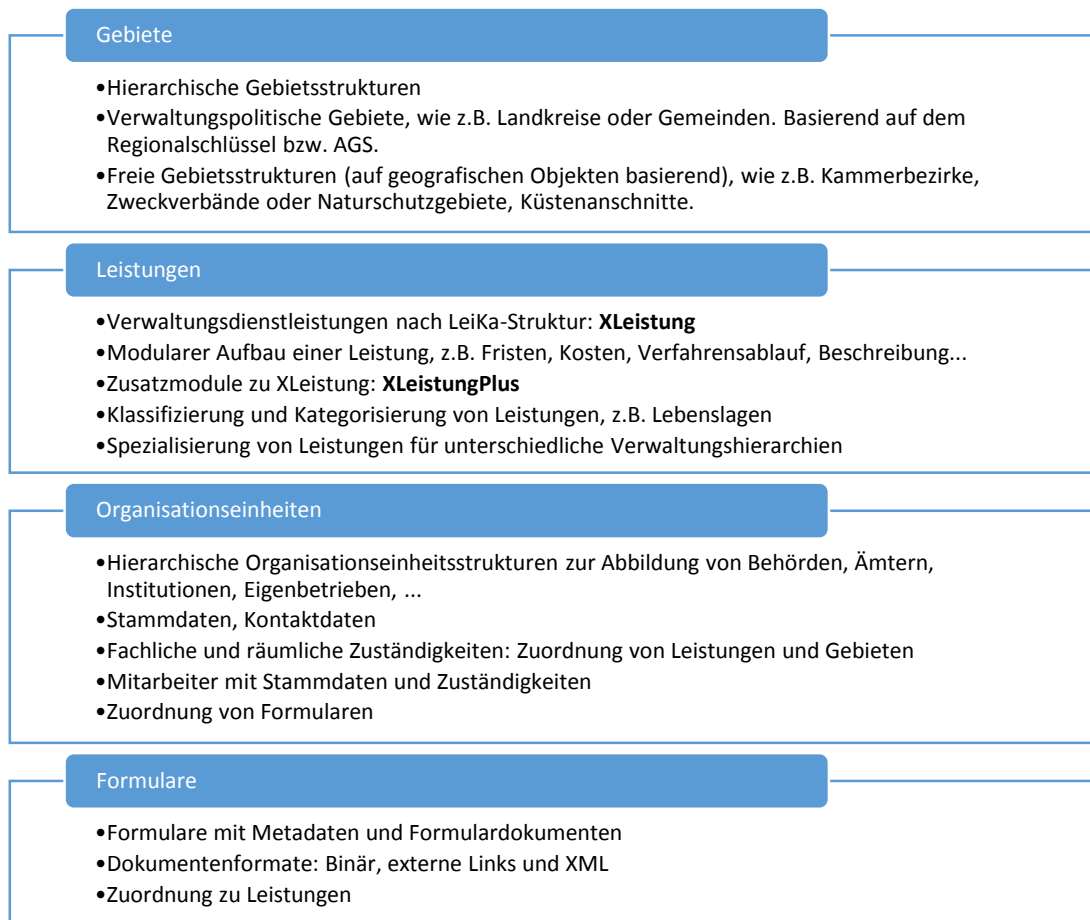 Gebiete
•Hierarchische Gebietsstrukturen
•Verwaltungspolitische Gebiete, wie z.B. Landkreise oder Gemeinden. Basierend auf dem
Regionalschlüssel bzw. AGS.
•Freie Gebietsstrukturen (auf geografischen Objekten basierend), wie z.B. Kammerbezirke,
Zweckverbände oder Naturschutzgebiete, Küstenanschnitte.
Leistungen
•Verwaltungsdienstleistungen nach LeiKa-Struktur: XLeistung
•Modularer Aufbau einer Leistung, z.B. Fristen, Kosten, Verfahrensablauf, Beschreibung...
•Zusatzmodule zu XLeistung: XLeistungPlus
•Klassifizierung und Kategorisierung von Leistungen, z.B. Lebenslagen
•Spezialisierung von Leistungen für unterschiedliche Verwaltungshierarchien
Organisationseinheiten
•Hierarchische Organisationseinheitsstrukturen zur Abbildung von Behörden, Ämtern,
Institutionen, Eigenbetrieben, ...
•Stammdaten, Kontaktdaten
•Fachliche und räumliche Zuständigkeiten: Zuordnung von Leistungen und Gebieten
•Mitarbeiter mit Stammdaten und Zuständigkeiten
•Zuordnung von Formularen
Formulare
•Formulare mit Metadaten und Formulardokumenten
•Dokumentenformate: Binär, externe Links und XML
•Zuordnung zu Leistungen